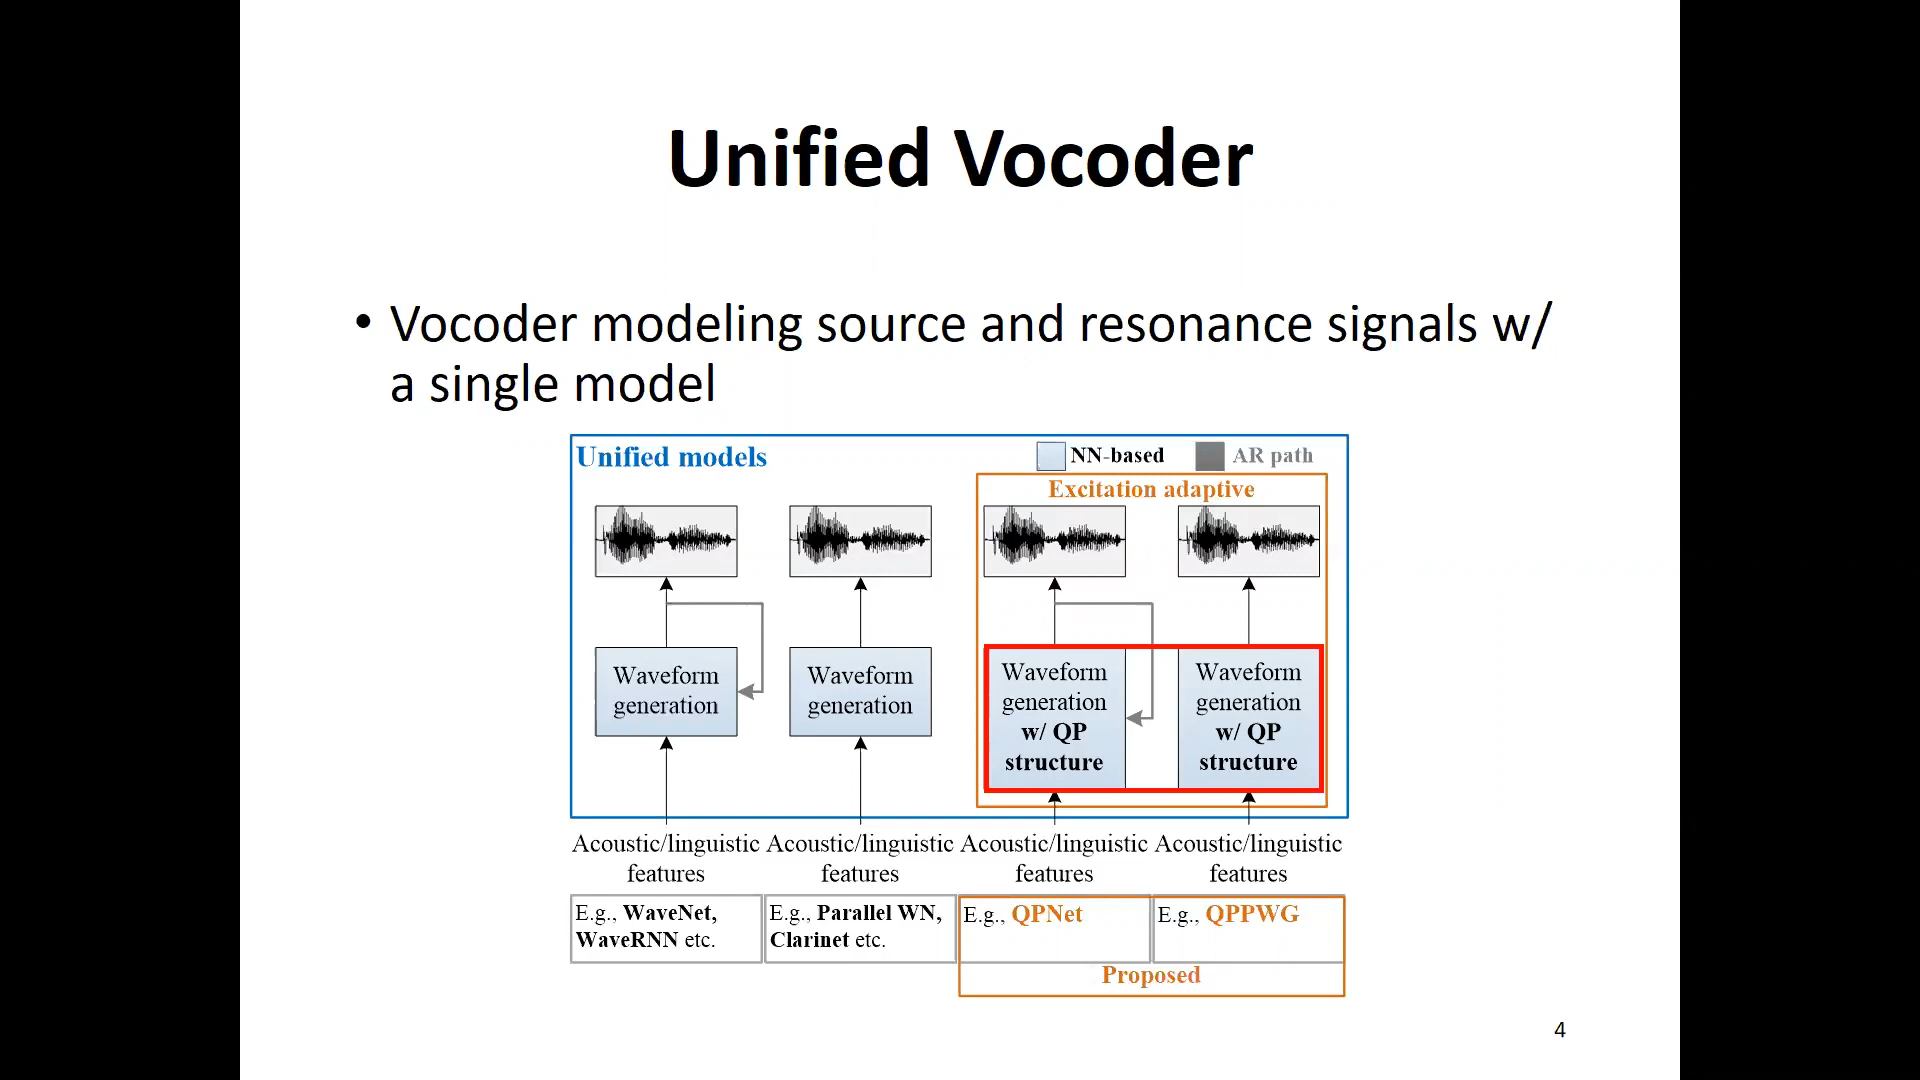 Unified Vocoder
• Vocoder modeling source and resonance signals w/
a single model
Unified models
NN-based
AR path
Excitation adaptive
Waveform
generation
Waveform
generation
Waveform
generation
w/ QP
structure
Waveform
generation
w/ QP
structure
Acoustic/linguistic
features
Acoustic/linguistic
features
Acoustic/linguistic
features
Acoustic/linguistic
features
E.g., WaveNet,
WaveRNN etc.
E.g., Parallel WN,
Clarinet etc.
E.g., QPNet
E.g., QPPWG
Proposed
4